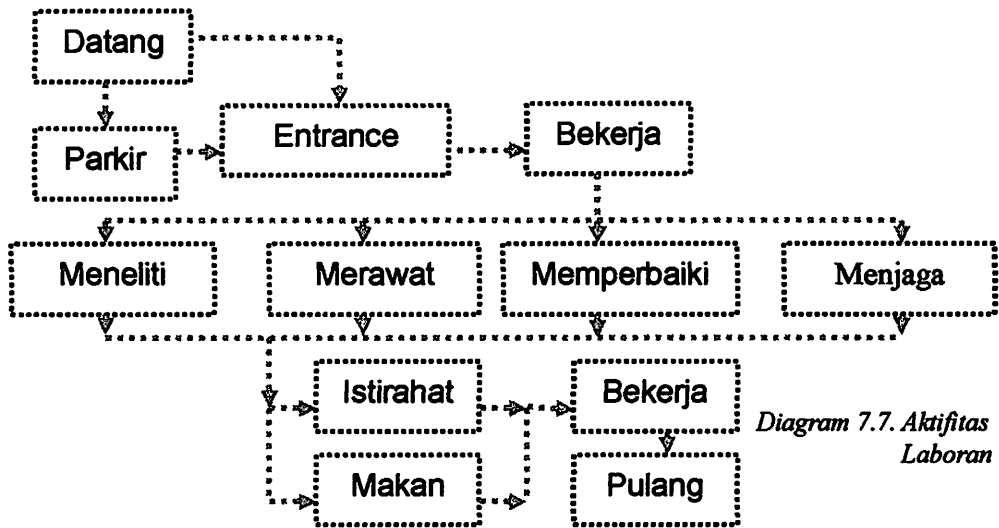 Datang
Entrance
Bekerja
Parkir
Meneliti
Merawat
Memperbaiki
Menjaga
Istirahat
Bekerja
Diagram 7.7. Aktifitas
Laboran
Makan
Pulang